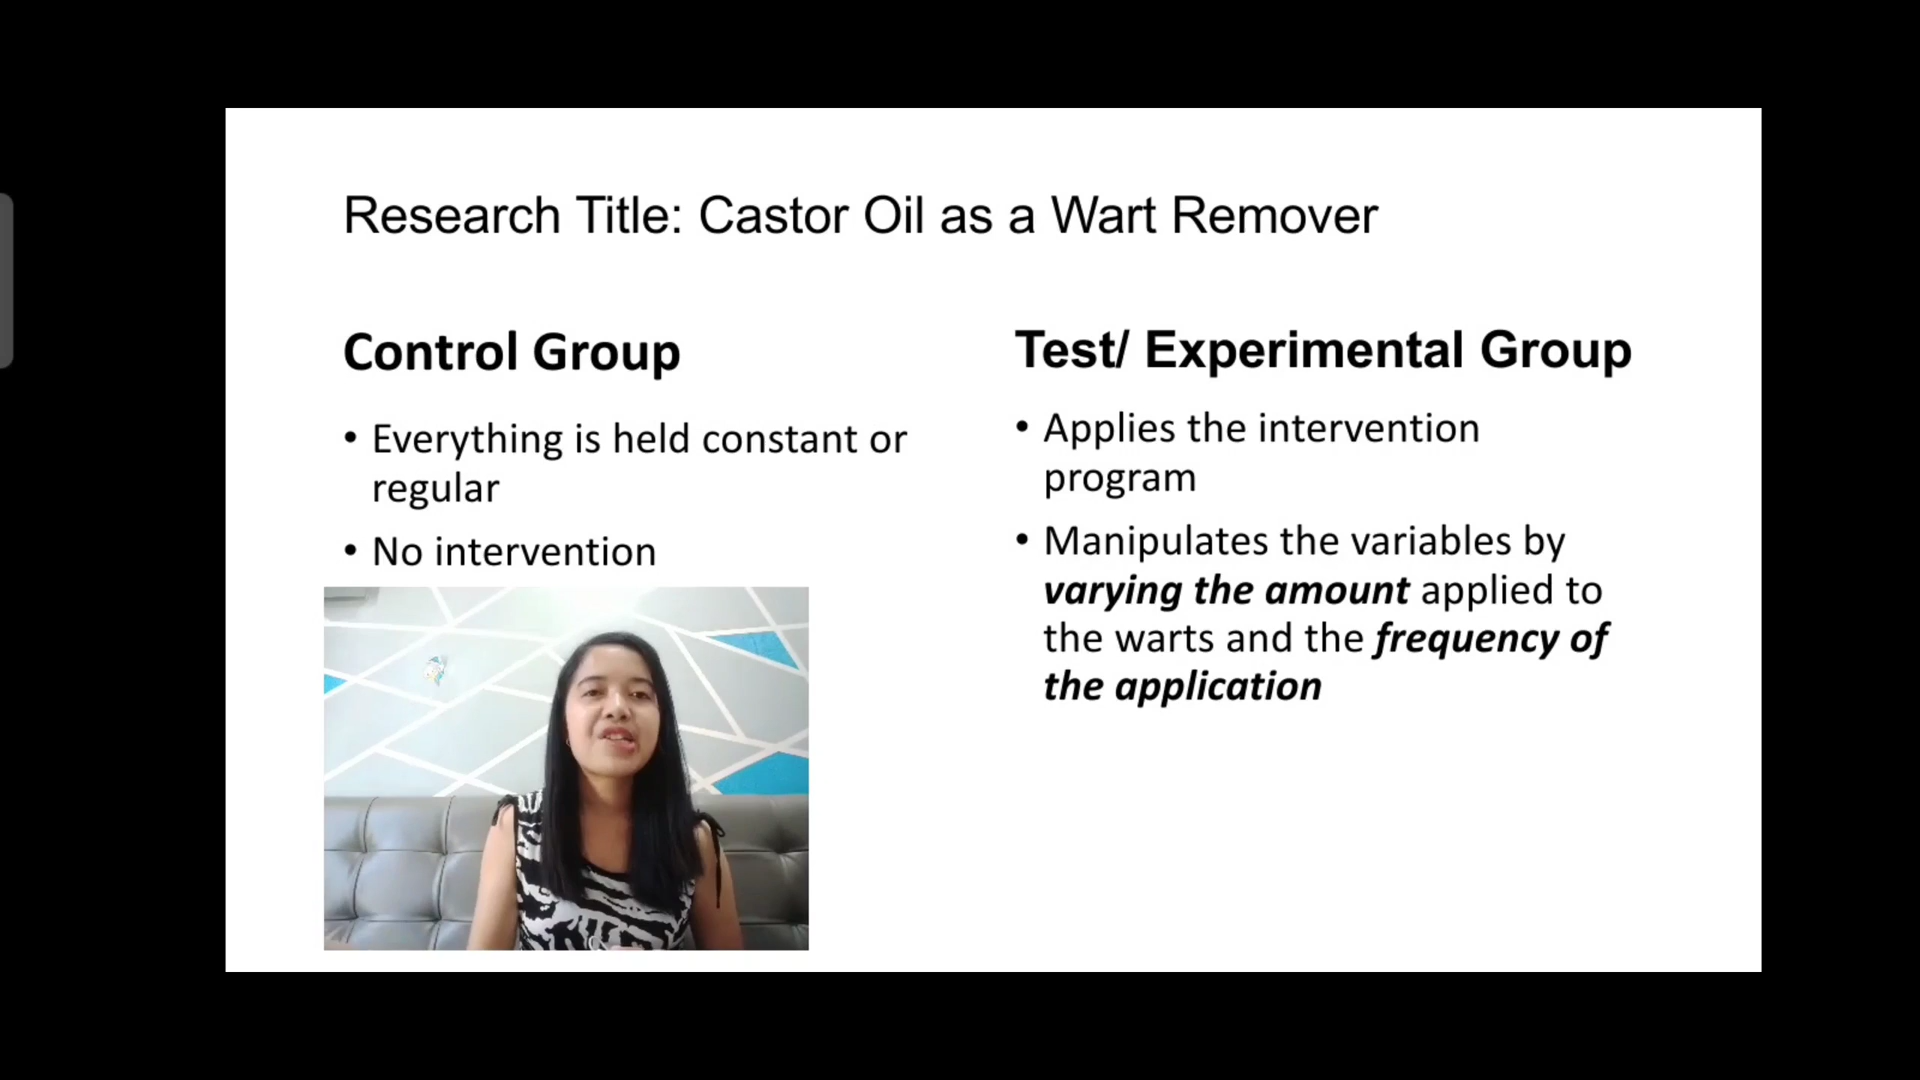 Research Title: Castor Oil as a Wart Remover
Control Group
• Everything is held constant or
regular
• No intervention
Test/ Experimental Group
• Applies the intervention
program
• Manipulates the variables by
varying the amount applied to
the warts and the frequency of
the application